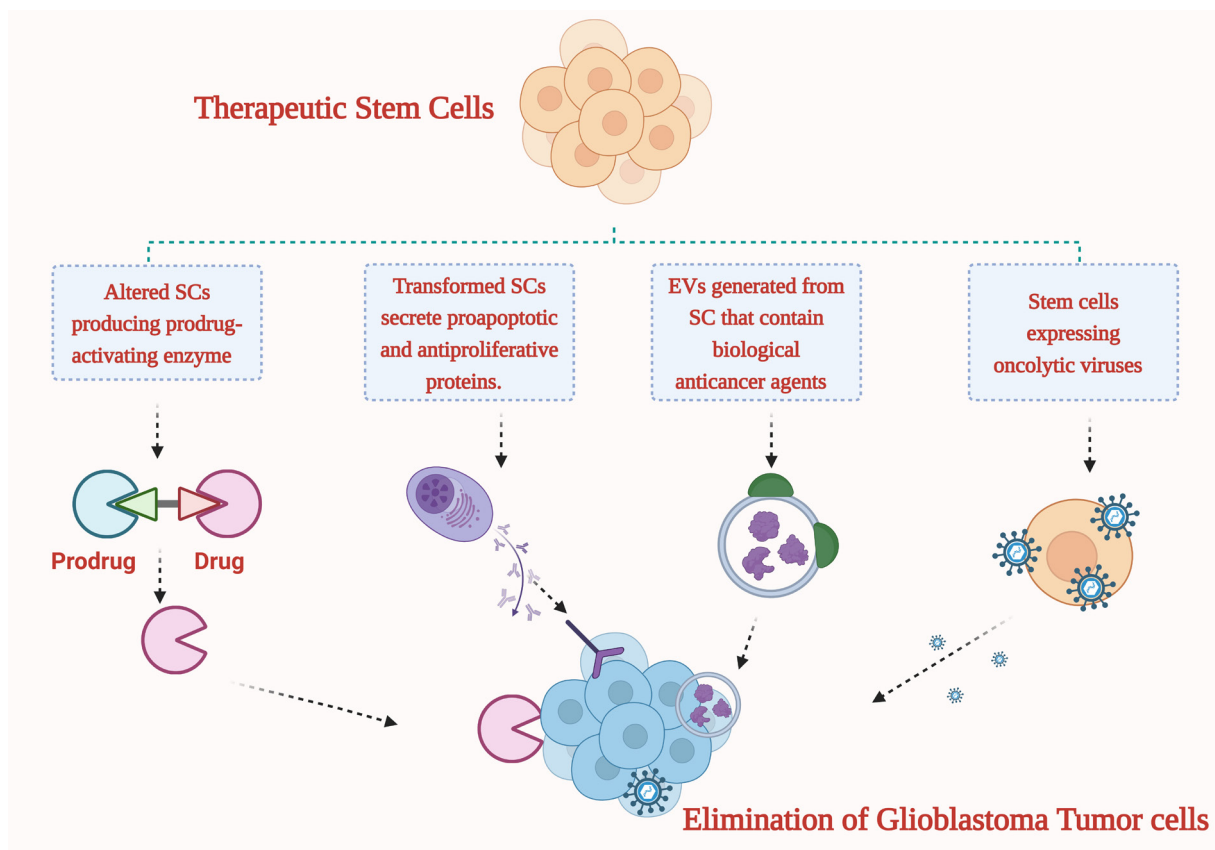 Therapeutic Stem Cells
Altered SCs
producing prodrug-
activating enzyme
Transformed SCs
secrete proapoptotic
and antiproliferative
proteins.
EVs generated from
SC that contain
biological
anticancer agents
Stem cells
expressing
oncolytic viruses
Prodrug
Drug
Elimination of Glioblastoma Tumor cells